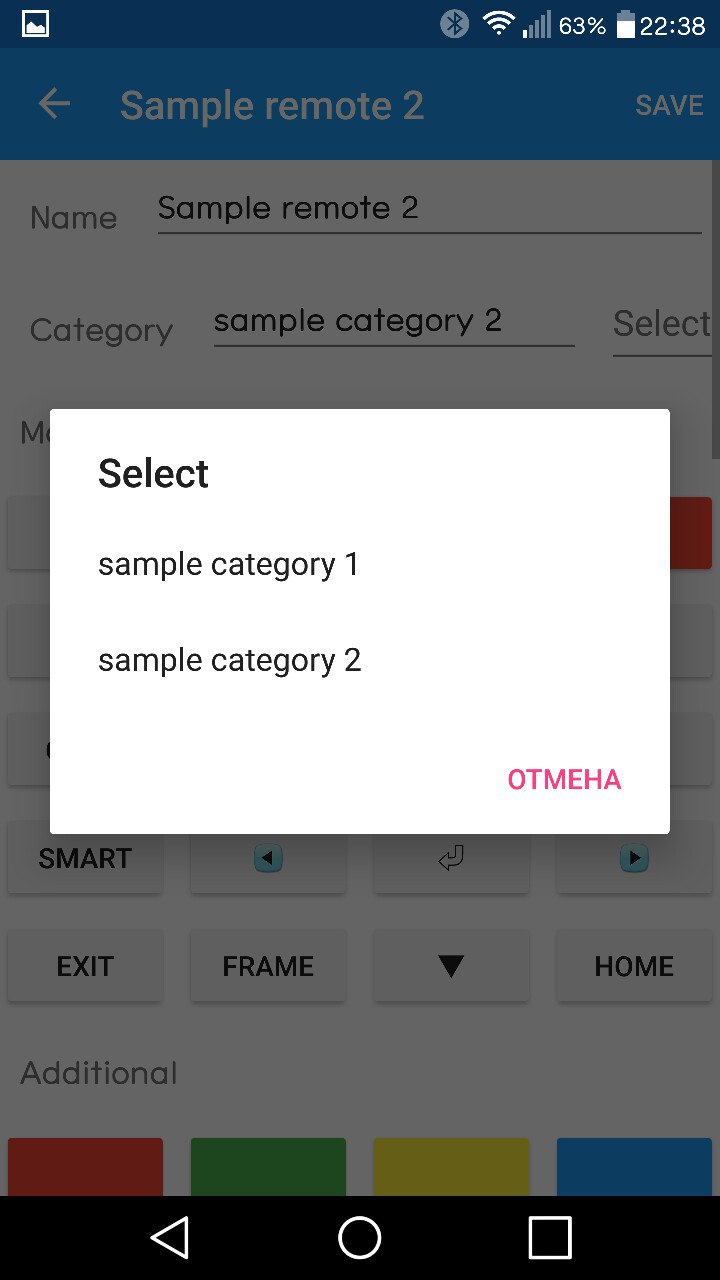 63% 22:38
Sample remote 2 SAVE
Name Sample remote 2
Category sample category 2 Select
Select
sample category 1
sample category 2
ОТМЕНА
SMART
EXIT FRAME HOME
Additional